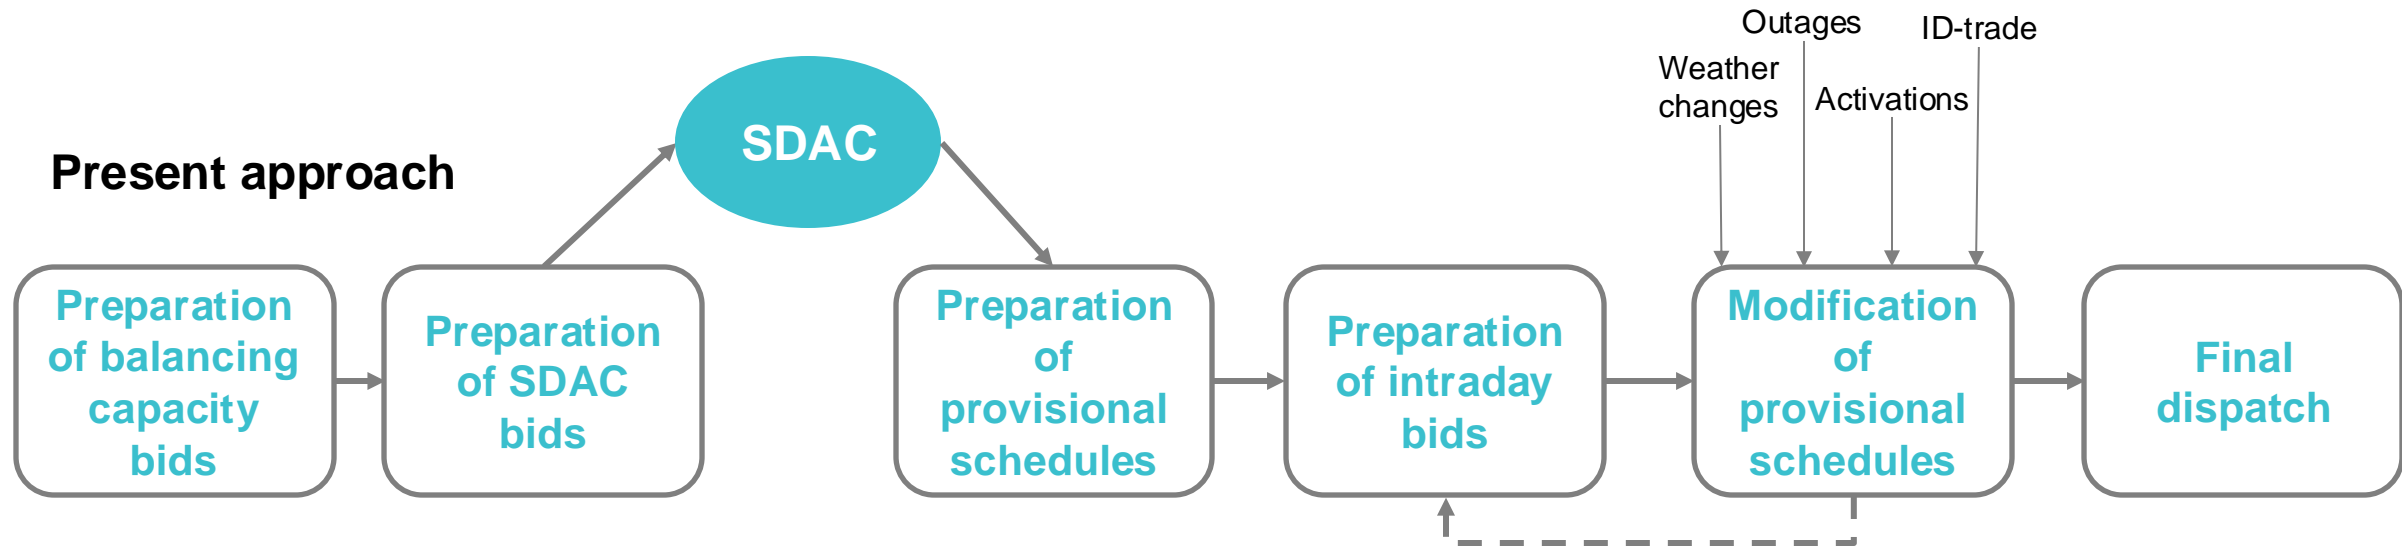 Present approach
SDAC
Outages
ID-trade
Weather
changes
Activations
Preparation
of balancing
capacity
bids
Preparation
of SDAC
bids
Preparation
of
provisional
schedules
Preparation
of intraday
bids
Modification
of
provisional
schedules
Final
dispatch